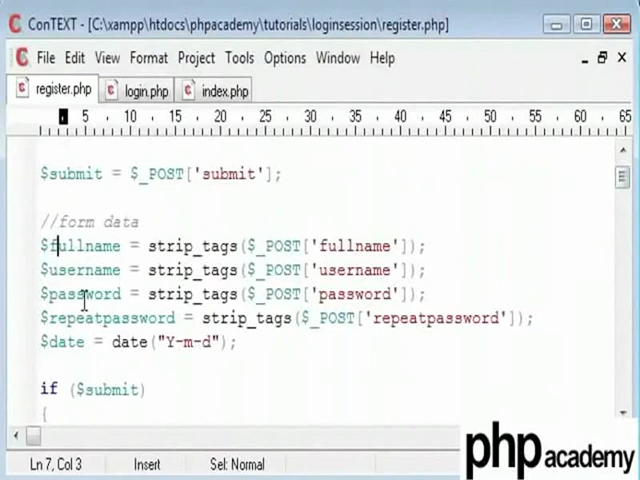 ConTEXT - [C:\xampp\htdocs\phpacademy\tutorials\loginsession\register.php]
File Edit View Format Project Tools Options Window Help
register.php login.php index.php
5 10 15 20 25 30 35 40 45 50 55 60 65
$submit = $_POST['submit'];
//form data
$fullname = strip_tags($_POST['fullname']);
$username = strip_tags($_POST['username']);
$password = strip_tags($_POST['password']);
$repeatpassword = strip_tags($_POST['repeatpassword']);
$date = date("Y-m-d");
if ($submit)
{
Ln 7, Col 3 Insert Sel: Normal
php academy